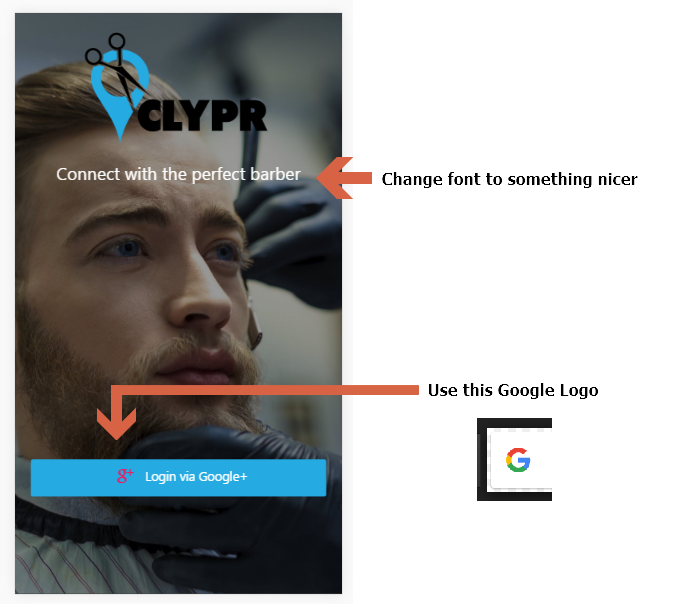 CLYPR
Connect with the perfect barber
Change font to something nicer
Use this Google Logo
G
g+ Login via Google+